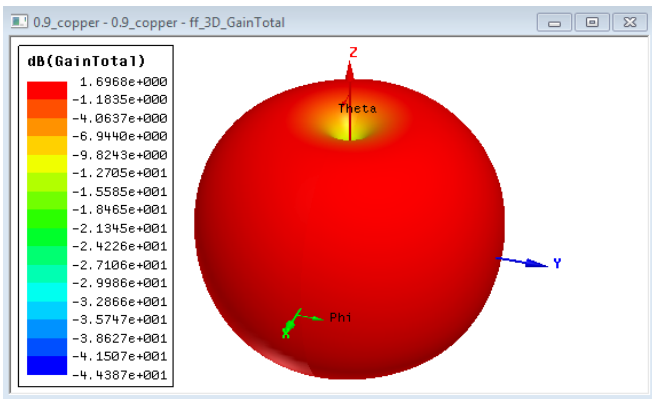 0.9_copper - 0.9_copper - ff_3D_GainTotal
dB(GainTotal)
1.6968e+000
-1.1835e+000
-4.0637e+000
-6.9440e+000
-9.8243e+000
-1.2705e+001
-1.5585e+001
-1.8465e+001
-2.1345e+001
-2.4226e+001
-2.7106e+001
-2.9986e+001
-3.2866e+001
-3.5747e+001
-3.8627e+001
-4.1507e+001
-4.4387e+001
Z
Theta
Y
Phi
X